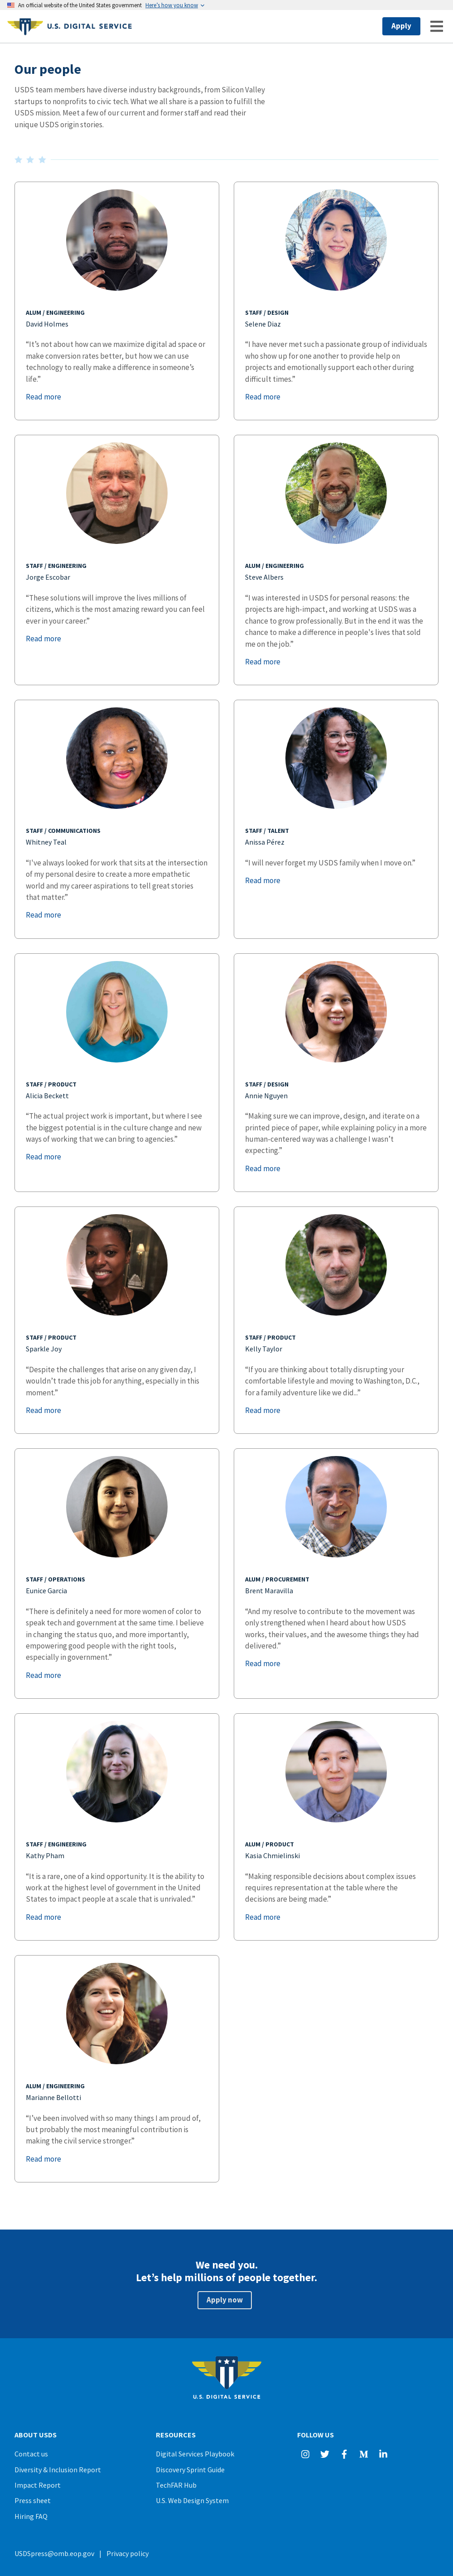 An official website of the United States government Here's how you know
U.S. DIGITAL SERVICE
Apply
Our people
USDS team members have diverse industry backgrounds, from Silicon Valley
startups to nonprofits to civic tech. What we all share is a passion to fulfill the
USDS mission. Meet a few of our current and former staff and read their
unique USDS origin stories.
ALUM / ENGINEERING
David Holmes
“It’s not about how can we maximize digital ad space or
make conversion rates better, but how we can use
technology to really make a difference in someone’s
life.”
Read more
STAFF / DESIGN
Selene Diaz
“I have never met such a passionate group of individuals
who show up for one another to provide help on
projects and emotionally support each other during
difficult times.”
Read more
STAFF / ENGINEERING
Jorge Escobar
“These solutions will improve the lives millions of
citizens, which is the most amazing reward you can feel
ever in your career.”
Read more
ALUM / ENGINEERING
Steve Albers
“I was interested in USDS for personal reasons: the
projects are high-impact, and working at USDS was a
chance to grow professionally. But in the end it was the
chance to make a difference in people's lives that sold
me on the job.”
Read more
STAFF / COMMUNICATIONS
Whitney Teal
“I’ve always looked for work that sits at the intersection
of my personal desire to create a more empathetic
world and my career aspirations to tell great stories
that matter.”
Read more
STAFF / TALENT
Anissa Pérez
“I will never forget my USDS family when I move on.”
Read more
STAFF / PRODUCT
Alicia Beckett
“The actual project work is important, but where I see
the biggest potential is in the culture change and new
ways of working that we can bring to agencies.”
Read more
STAFF / DESIGN
Annie Nguyen
“Making sure we can improve, design, and iterate on a
printed piece of paper, while explaining policy in a more
human-centered way was a challenge I wasn’t
expecting.”
Read more
STAFF / PRODUCT
Sparkle Joy
“Despite the challenges that arise on any given day, I
wouldn’t trade this job for anything, especially in this
moment.”
Read more
STAFF / PRODUCT
Kelly Taylor
“If you are thinking about totally disrupting your
comfortable lifestyle and moving to Washington, D.C.,
for a family adventure like we did...”
Read more
STAFF / OPERATIONS
Eunice Garcia
“There is definitely a need for more women of color to
speak tech and government at the same time. I believe
in changing the status quo, and more importantly,
empowering good people with the right tools,
especially in government.”
Read more
ALUM / PROCUREMENT
Brent Maravilla
“And my resolve to contribute to the movement was
only strengthened when I heard about how USDS
works, their values, and the awesome things they had
delivered.”
Read more
STAFF / ENGINEERING
Kathy Pham
“It is a rare, one of a kind opportunity. It is the ability to
work at the highest level of government in the United
States to impact people at a scale that is unrivaled.”
Read more
ALUM / PRODUCT
Kasia Chmielinski
“Making responsible decisions about complex issues
requires representation at the table where the
decisions are being made.”
Read more
ALUM / ENGINEERING
Marianne Bellotti
“I’ve been involved with so many things I am proud of,
but probably the most meaningful contribution is
making the civil service stronger.”
Read more
We need you.
Let’s help millions of people together.
Apply now
U.S. DIGITAL SERVICE
ABOUT USDS
Contact us
Diversity & Inclusion Report
Impact Report
Press sheet
Hiring FAQ
RESOURCES
Digital Services Playbook
Discovery Sprint Guide
TechFAR Hub
U.S. Web Design System
FOLLOW US
USDSpress@omb.eop.gov | Privacy policy